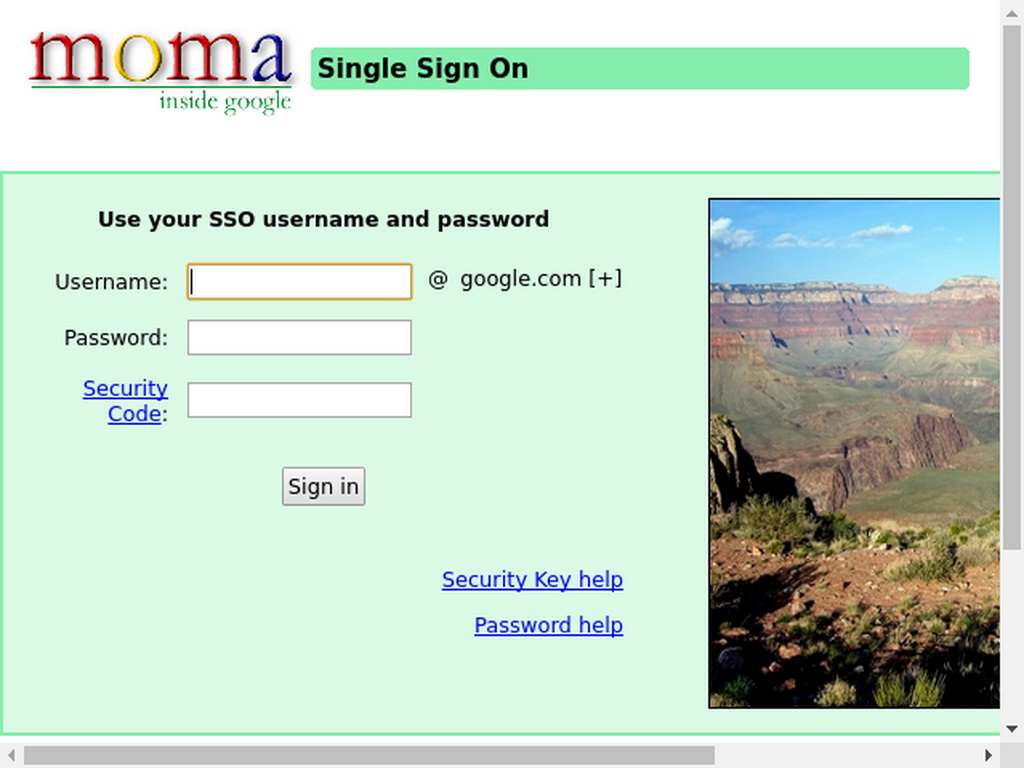 moma
inside google
Single Sign On
Use your SSO username and password
Username:
@ google.com [+]
Password:
Security
Code:
Sign in
Security Key help
Password help